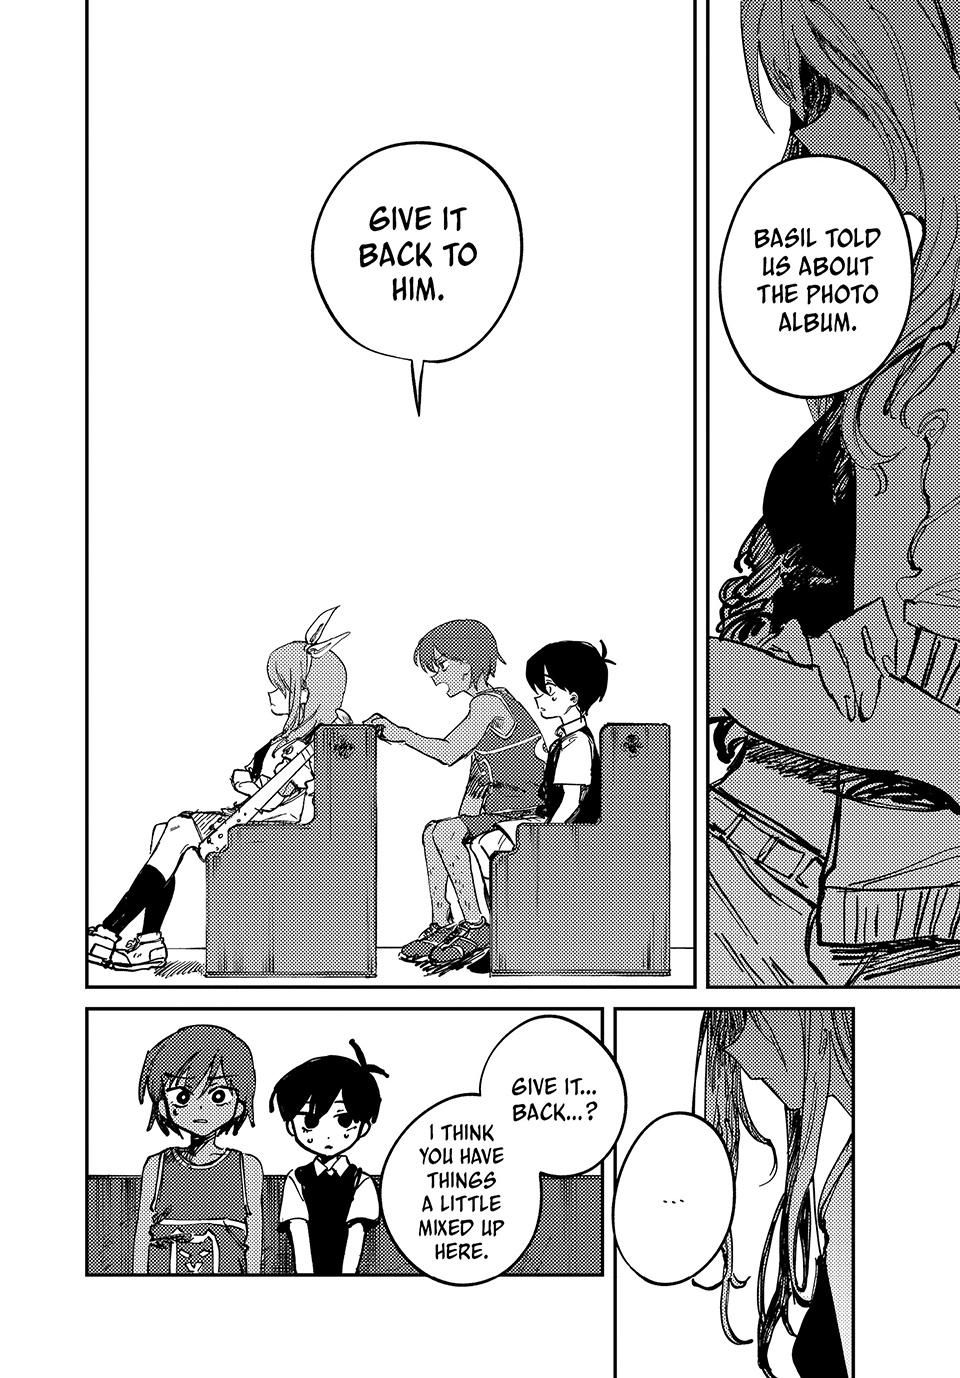 BASIL TOLD
US ABOUT
THE PHOTO
ALBUM.
GIVE IT
BACK TO
HIM.
...
GIVE IT...
BACK...?
I THINK
YOU HAVE
THINGS
A LITTLE
MIXED UP
HERE.